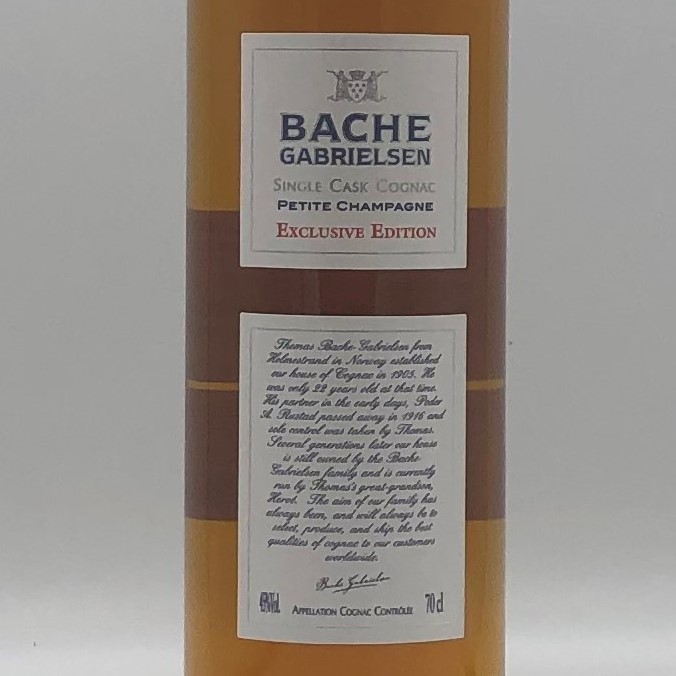 BACHE
GABRIELSEN
SINGLE CASK COGNAC
PETITE CHAMPAGNE
EXCLUSIVE EDITION
Thomas Bache-Gabrielsen from
Holmestrand in Norway established
our house of Cognac in 1905. He
was only 22 years old at that time.
His partner in the early days, Peder
A. Rustad passed away in 1916 and
sole control was taken by Thomas.
Several generations later our house
is still owned by the Bache-
Gabrielsen family and is currently
run by Thomas's great-grandson,
Hervé. The aim of our family has
always been, and will always be to
select, produce, and ship the best
qualities of cognac to our customers
worldwide.
Bache Gabrielsen
APPELLATION COGNAC CONTRÔLÉE 70 cl